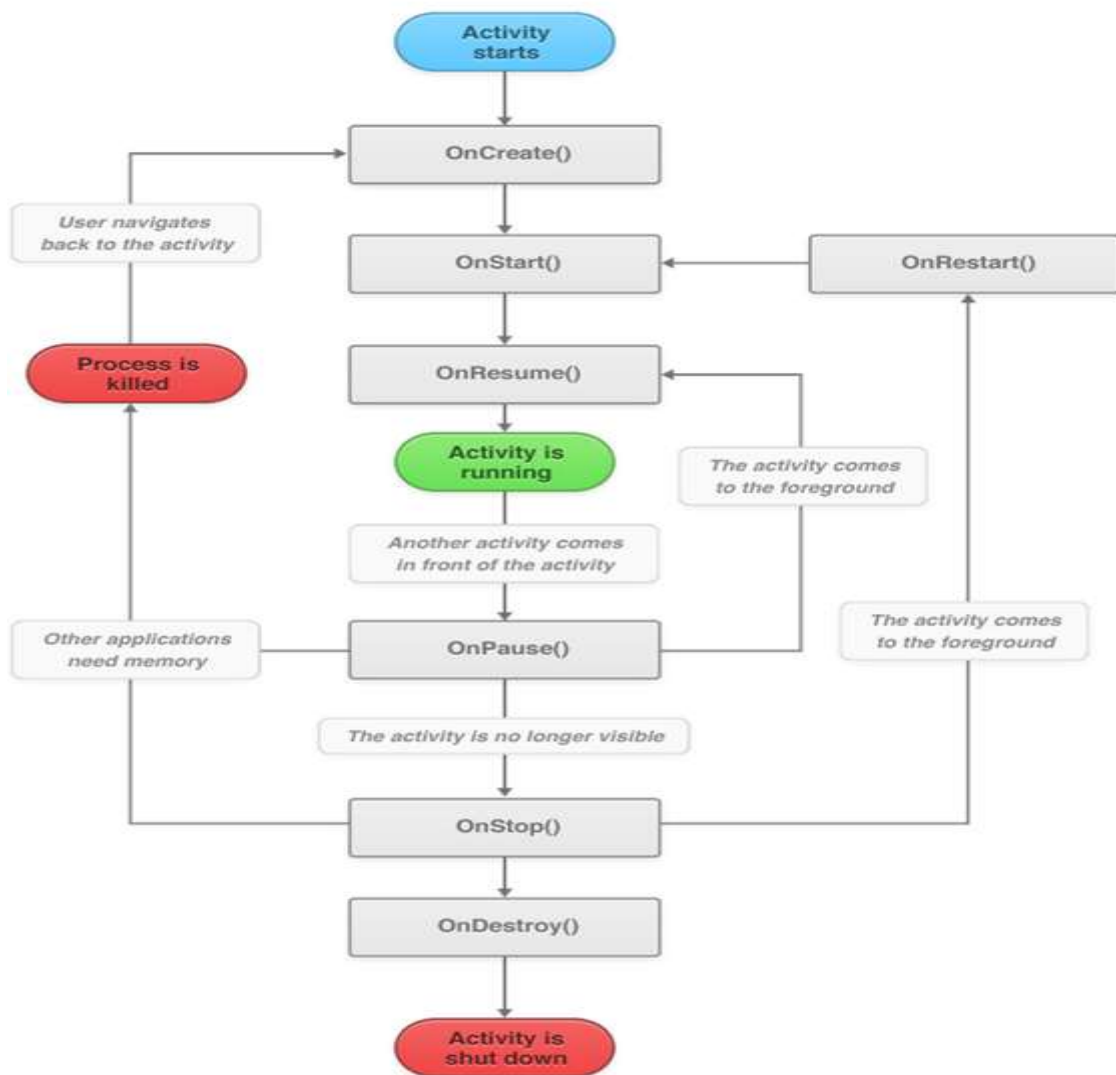 Activity
starts
OnCreate()
User navigates
back to the activity
OnStart()
OnRestart()
Process is
killed
OnResume()
Activity is
running
The activity comes
to the foreground
Another activity comes
in front of the activity
Other applications
need memory
OnPause()
The activity comes
to the foreground
The activity is no longer visible
OnStop()
OnDestroy()
Activity is
shut down